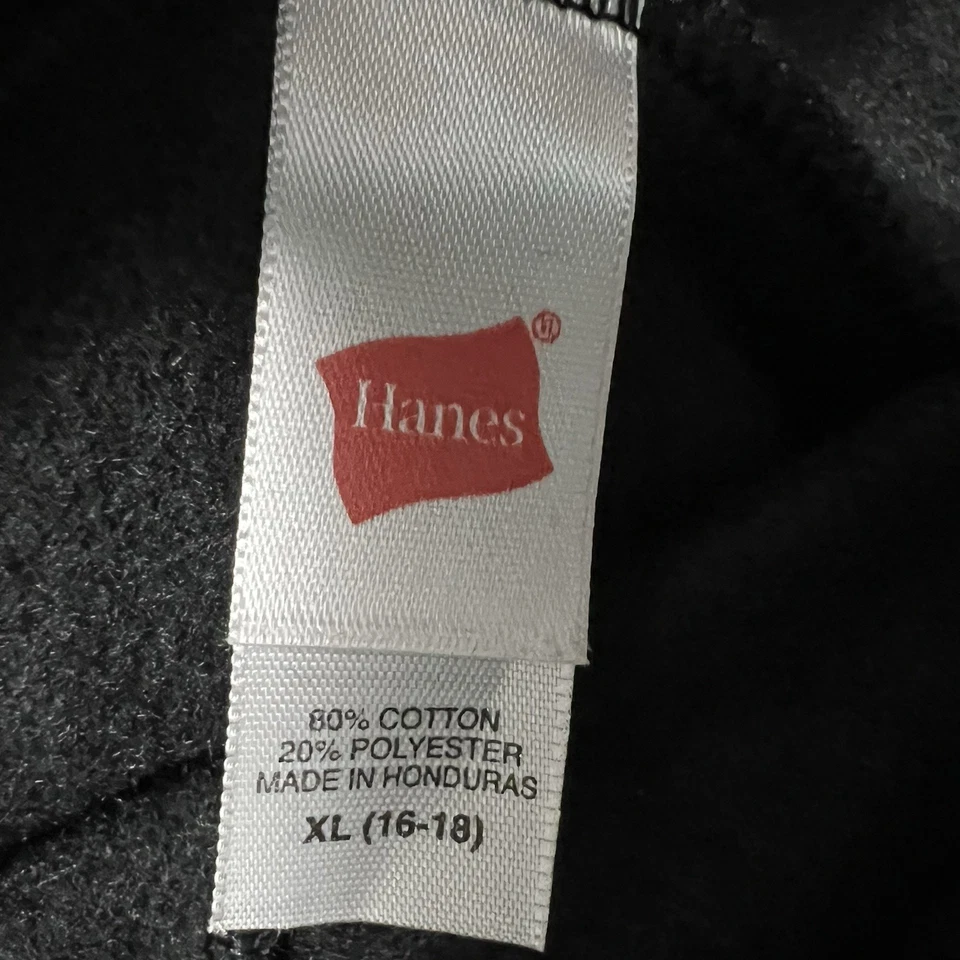 Hanes®
80% COTTON
20% POLYESTER
MADE IN HONDURAS
XL (16-18)